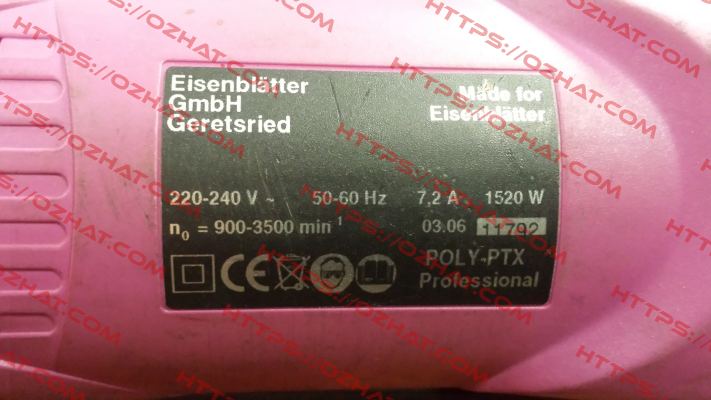 Eisenblätter
GmbH
Geretsried
Made for
Eisenblätter
220-240 V ~ 50-60 Hz 7,2 A 1520 W
n₀ = 900-3500 min⁻¹ 03.06 11792
POLY-PTX
Professional
CE
HTTPS://OZHAT.COM